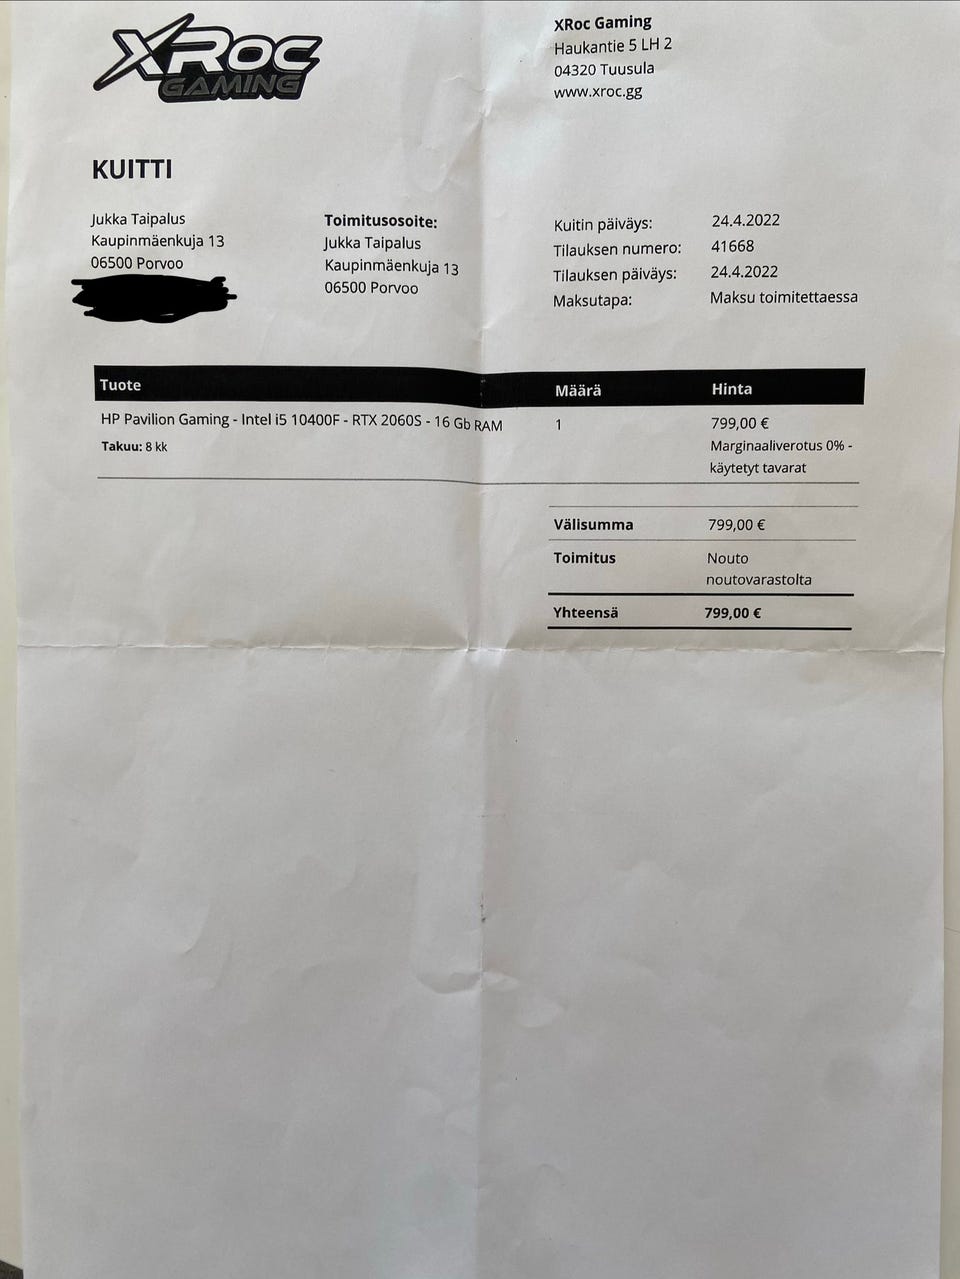 XRoc
GAMING
XRoc Gaming
Haukantie 5 LH 2
04320 Tuusula
www.xroc.gg
KUITTI
Jukka Taipalus
Kaupinmäenkuja 13
06500 Porvoo
Toimitusosoite:
Jukka Taipalus
Kaupinmäenkuja 13
06500 Porvoo
Kuitin päiväys: 24.4.2022
Tilauksen numero: 41668
Tilauksen päiväys: 24.4.2022
Maksutapa: Maksu toimitettaessa
Tuote Määrä Hinta
HP Pavilion Gaming - Intel i5 10400F - RTX 2060S - 16 Gb RAM 1 799,00 €
Takuu: 8 kk
Marginaaliverotus 0% -
käytetyt tavarat
Välisumma 799,00 €
Toimitus Nouto
noutovarastolta
Yhteensä 799,00 €